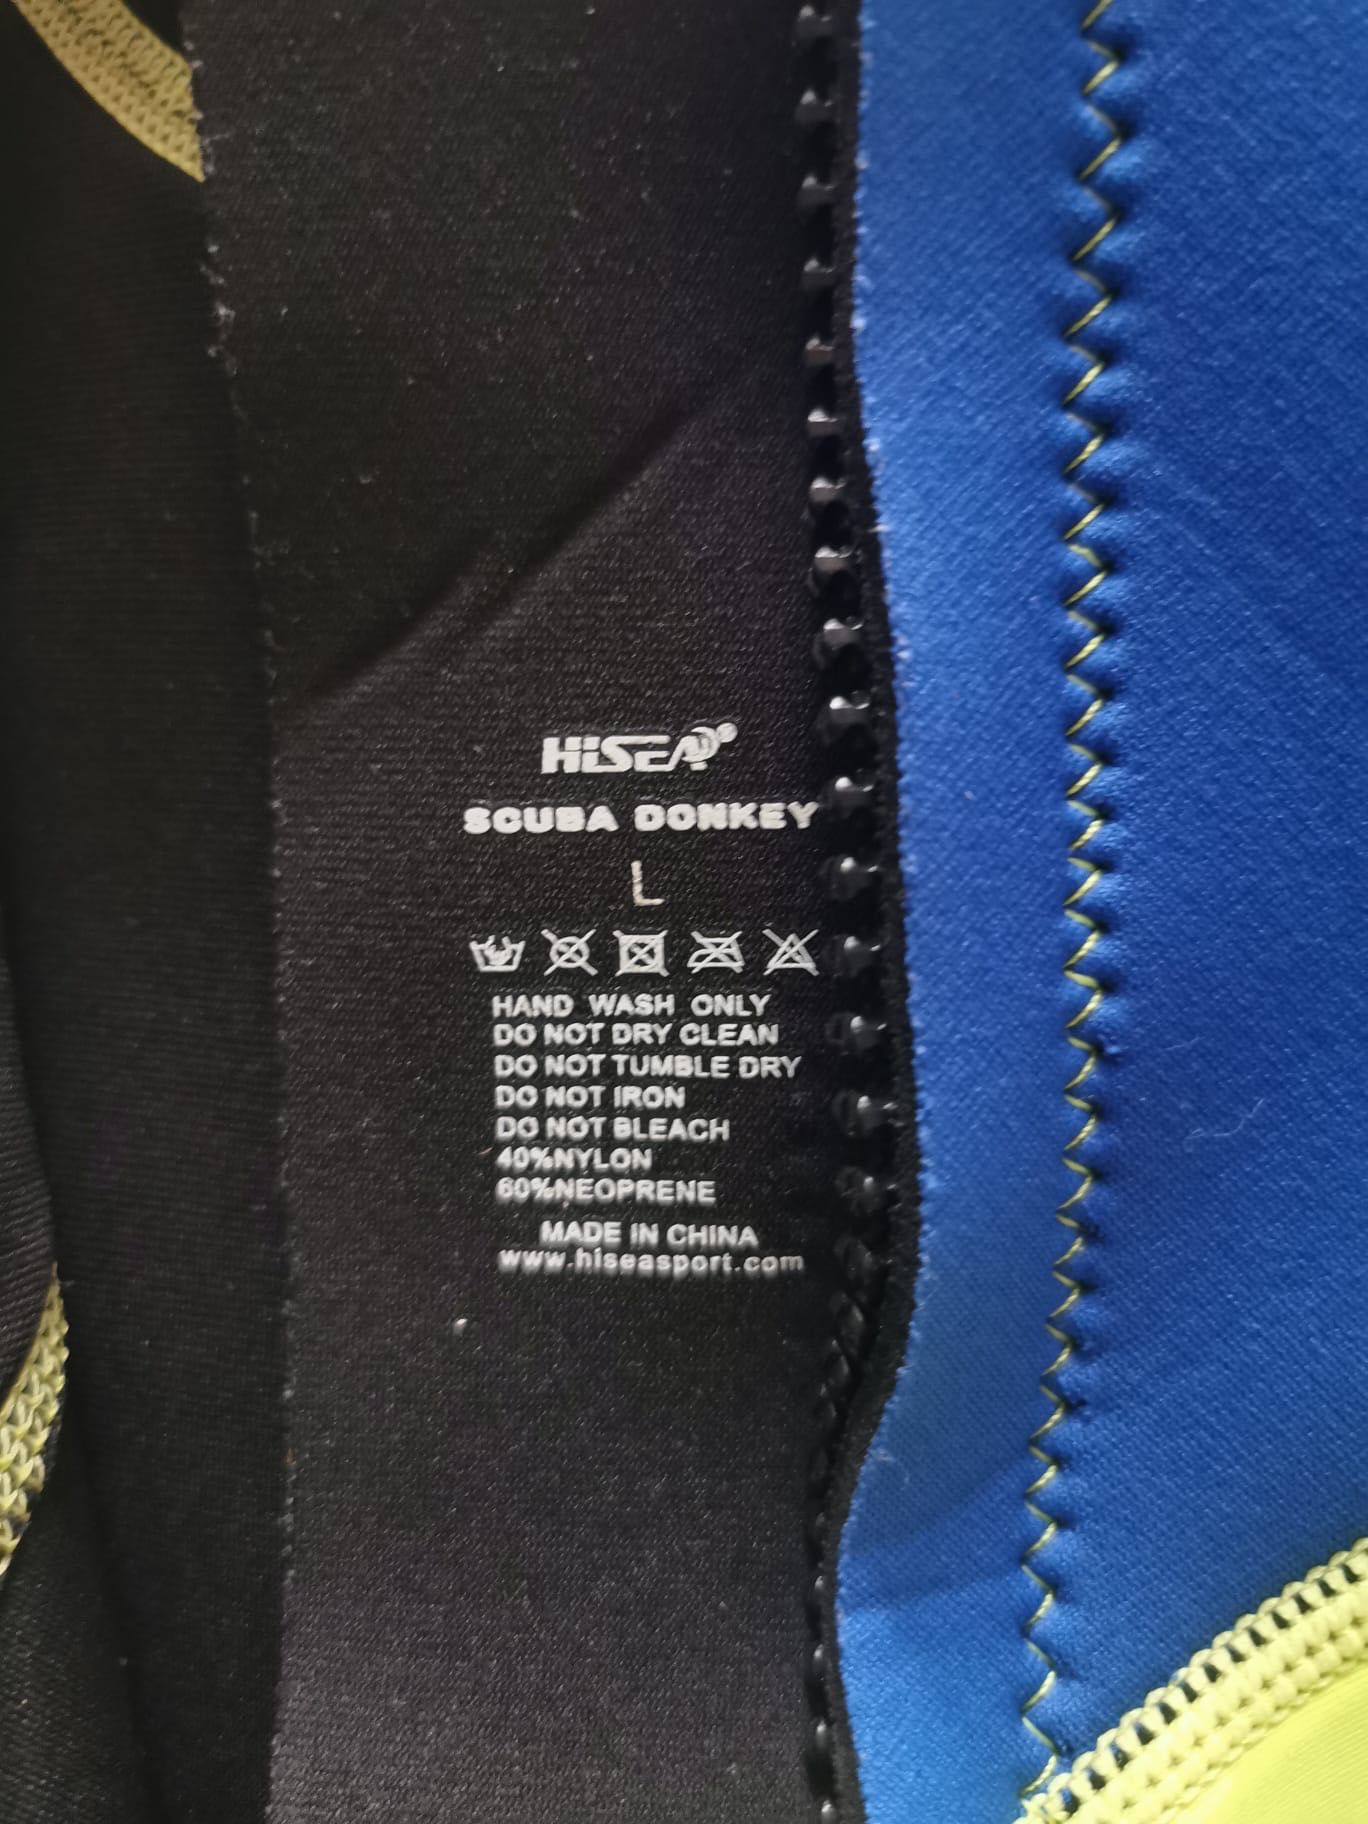 HISEA®
SCUBA DONKEY
L
HAND WASH ONLY
DO NOT DRY CLEAN
DO NOT TUMBLE DRY
DO NOT IRON
DO NOT BLEACH
40%NYLON
60%NEOPRENE
MADE IN CHINA
www.hiseasport.com